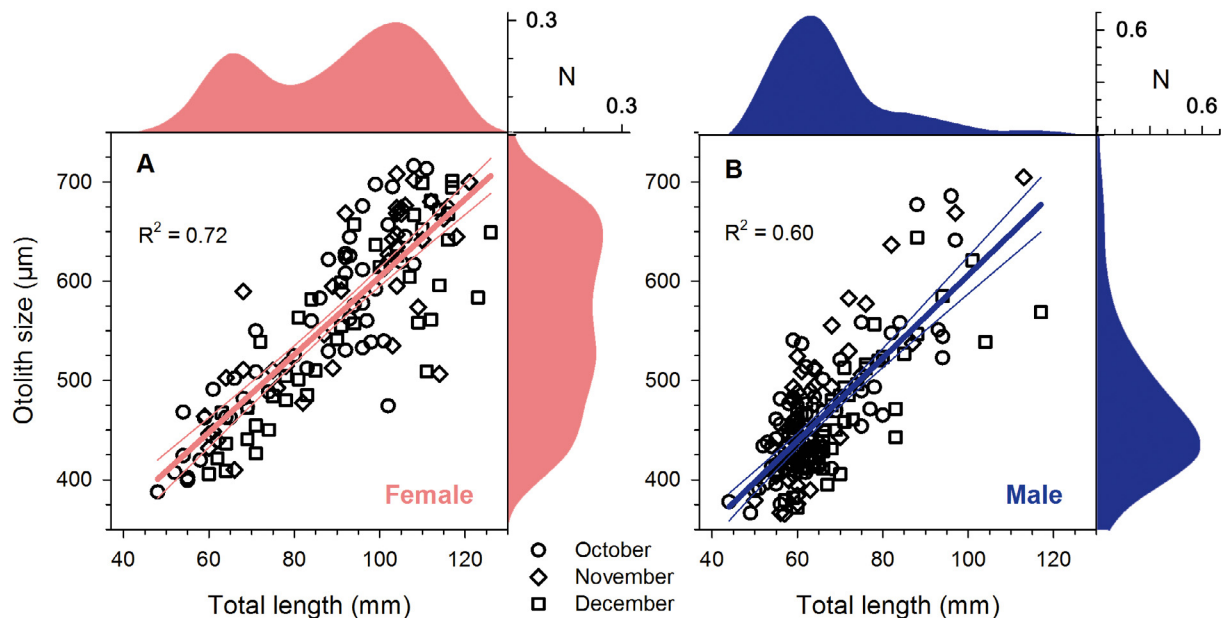 0.3
N
0.3
0.6
N
0.6
A
R² = 0.72
B
R² = 0.60
Otolith size (µm)
700
600
500
400
Female
700
600
500
400
Male
40 60 80 100 120
40 60 80 100 120
Total length (mm)
October
November
December
Total length (mm)